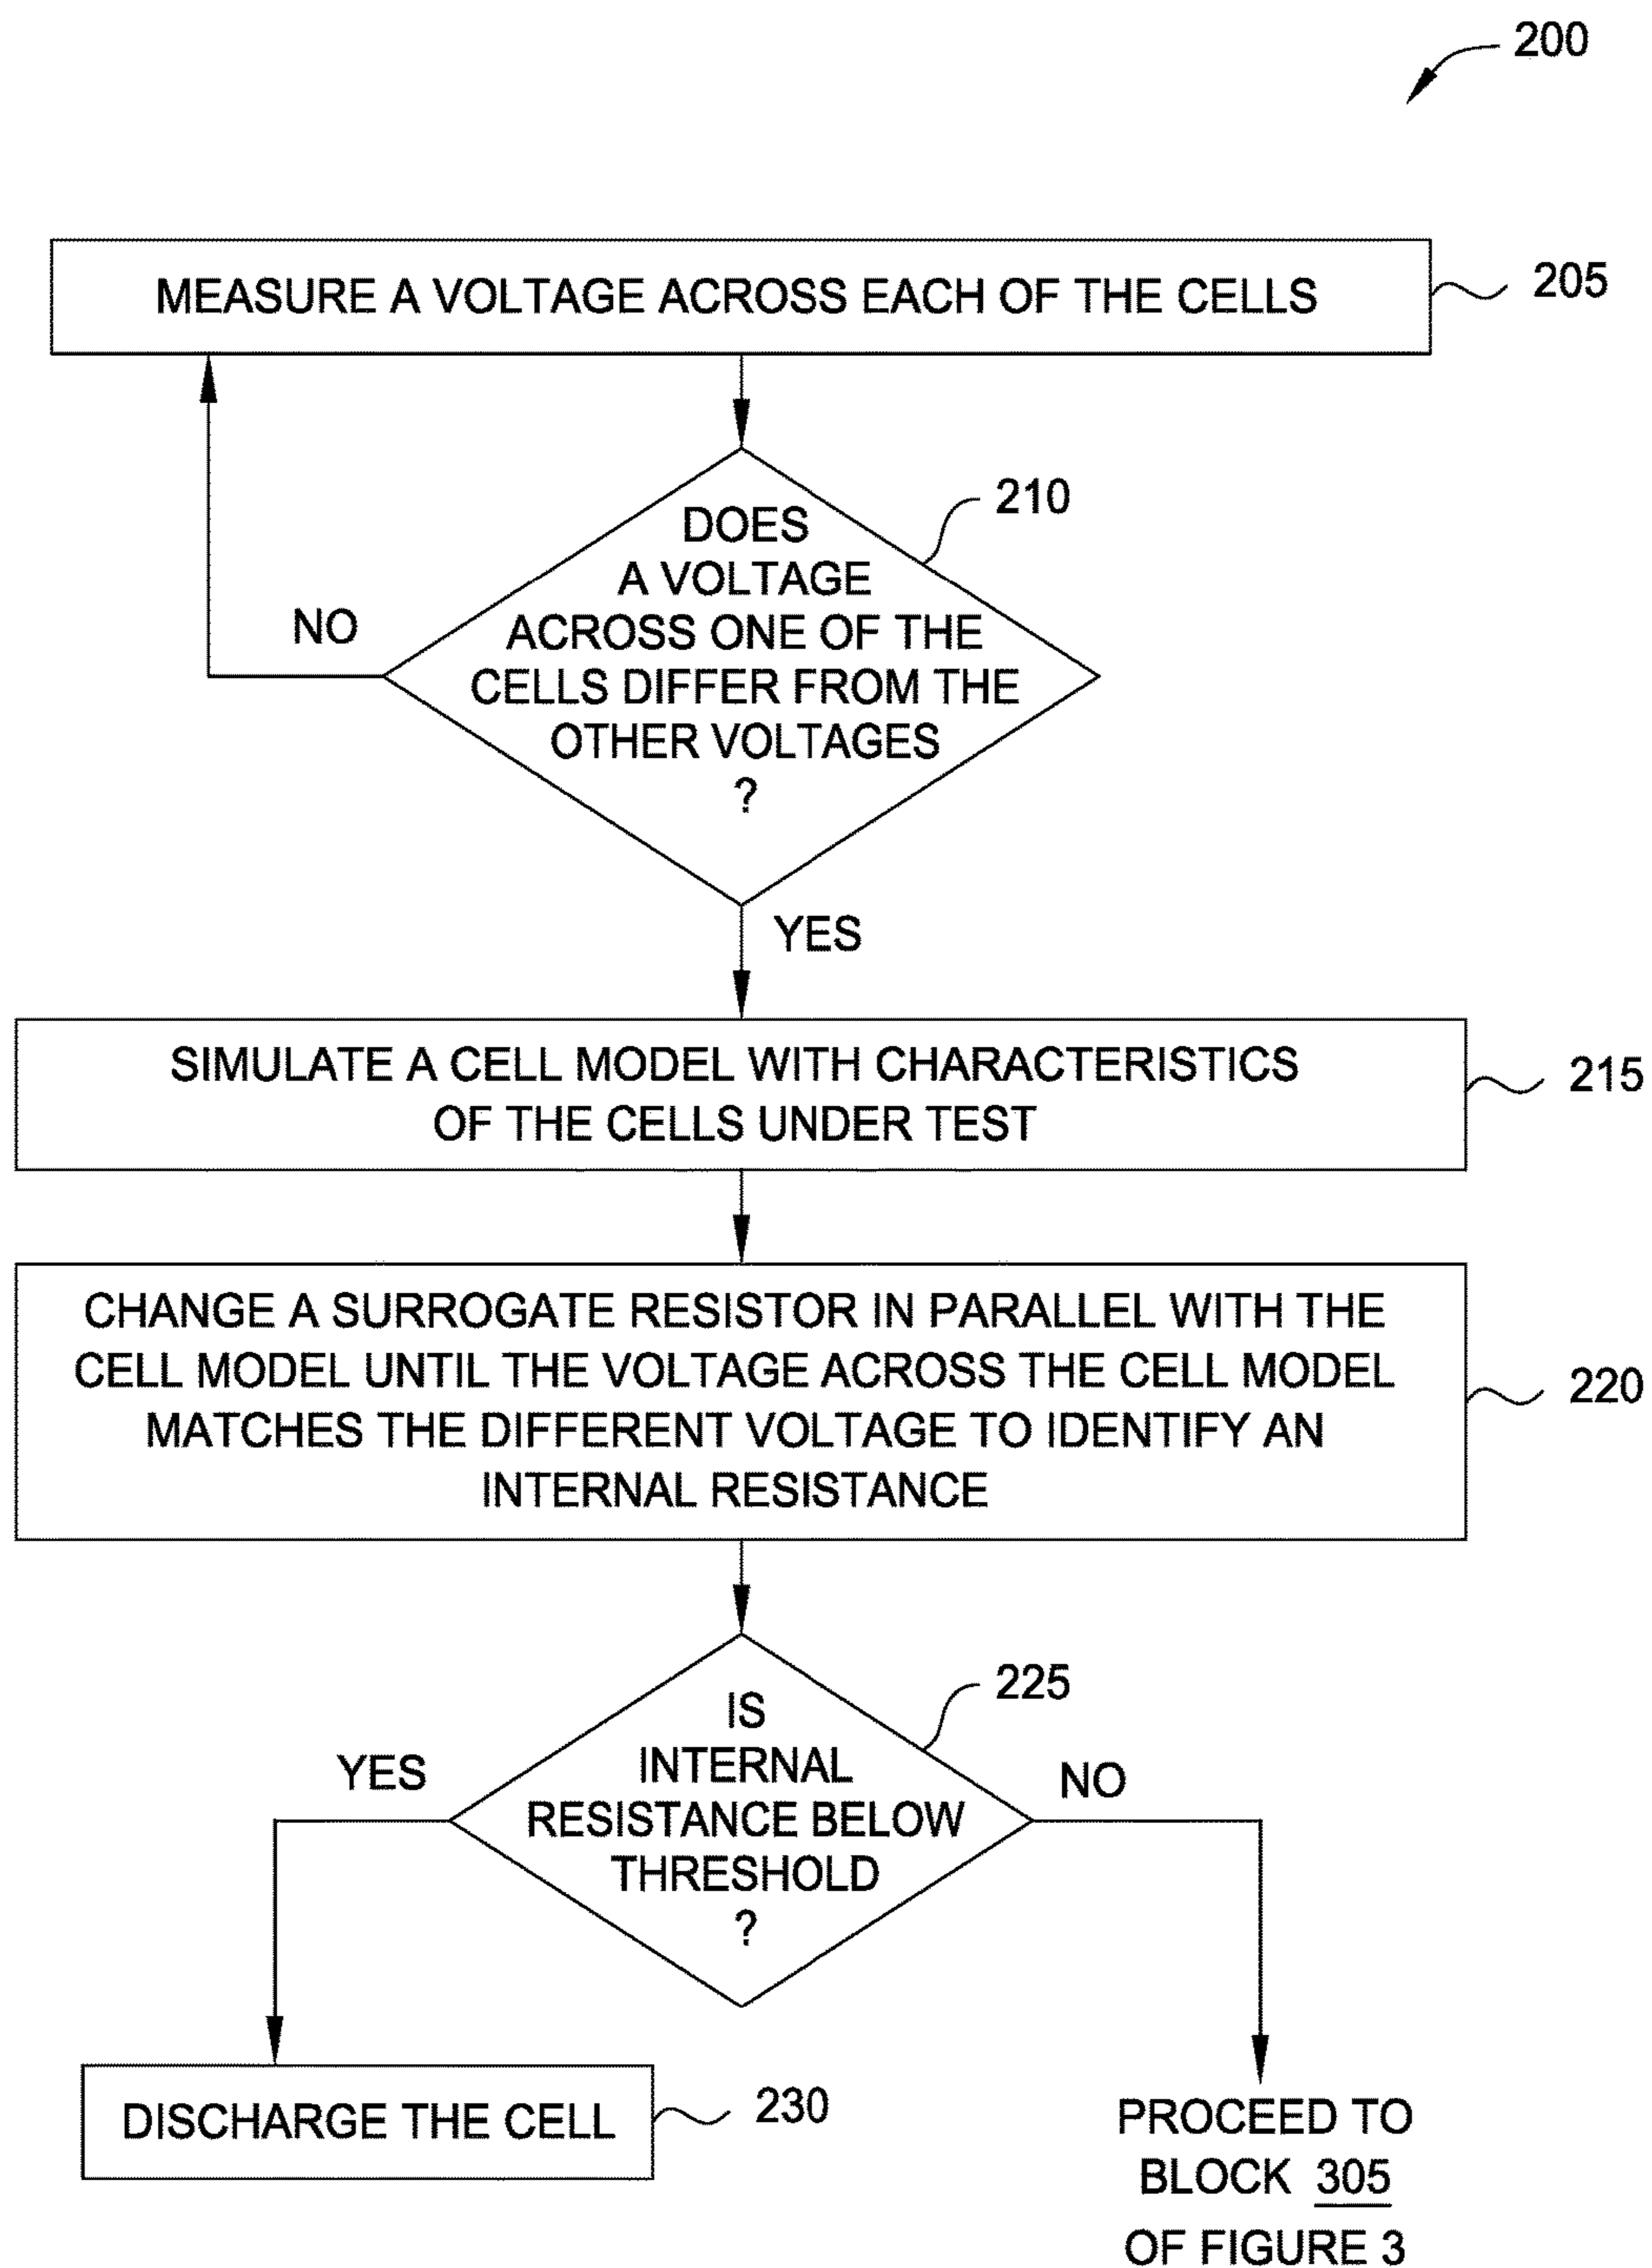 200
MEASURE A VOLTAGE ACROSS EACH OF THE CELLS
205
210
DOES
A VOLTAGE
ACROSS ONE OF THE
CELLS DIFFER FROM THE
OTHER VOLTAGES
?
NO
YES
SIMULATE A CELL MODEL WITH CHARACTERISTICS
OF THE CELLS UNDER TEST
215
CHANGE A SURROGATE RESISTOR IN PARALLEL WITH THE
CELL MODEL UNTIL THE VOLTAGE ACROSS THE CELL MODEL
MATCHES THE DIFFERENT VOLTAGE TO IDENTIFY AN
INTERNAL RESISTANCE
220
225
IS
INTERNAL
RESISTANCE BELOW
THRESHOLD
?
YES
NO
DISCHARGE THE CELL
230
PROCEED TO
BLOCK 305
OF FIGURE 3